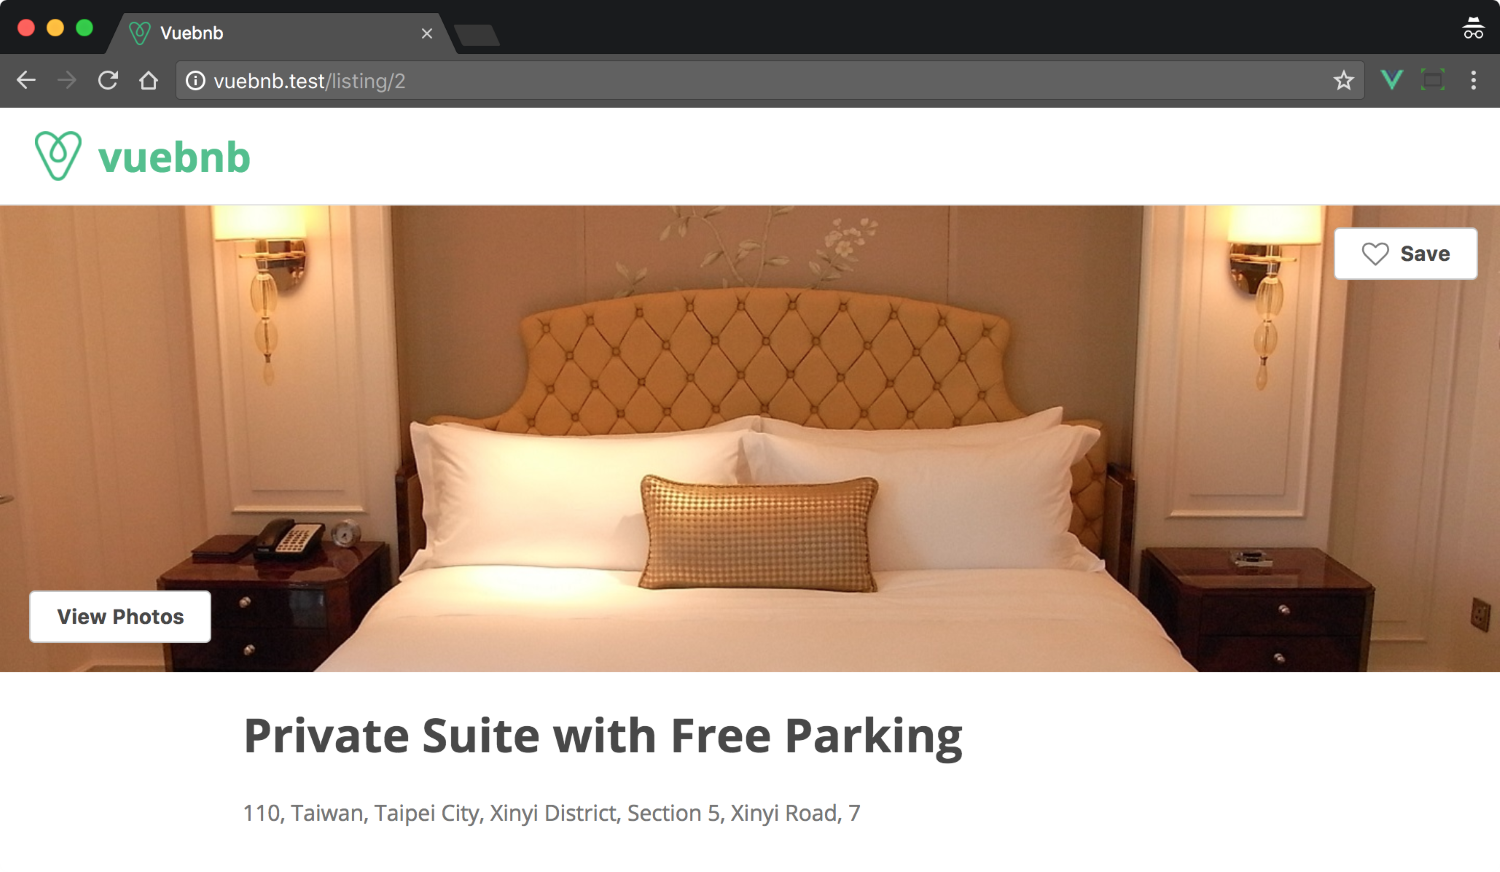 Vuebnb
vuebnb.test/listing/2
vuebnb
Save
View Photos
Private Suite with Free Parking
110, Taiwan, Taipei City, Xinyi District, Section 5, Xinyi Road, 7